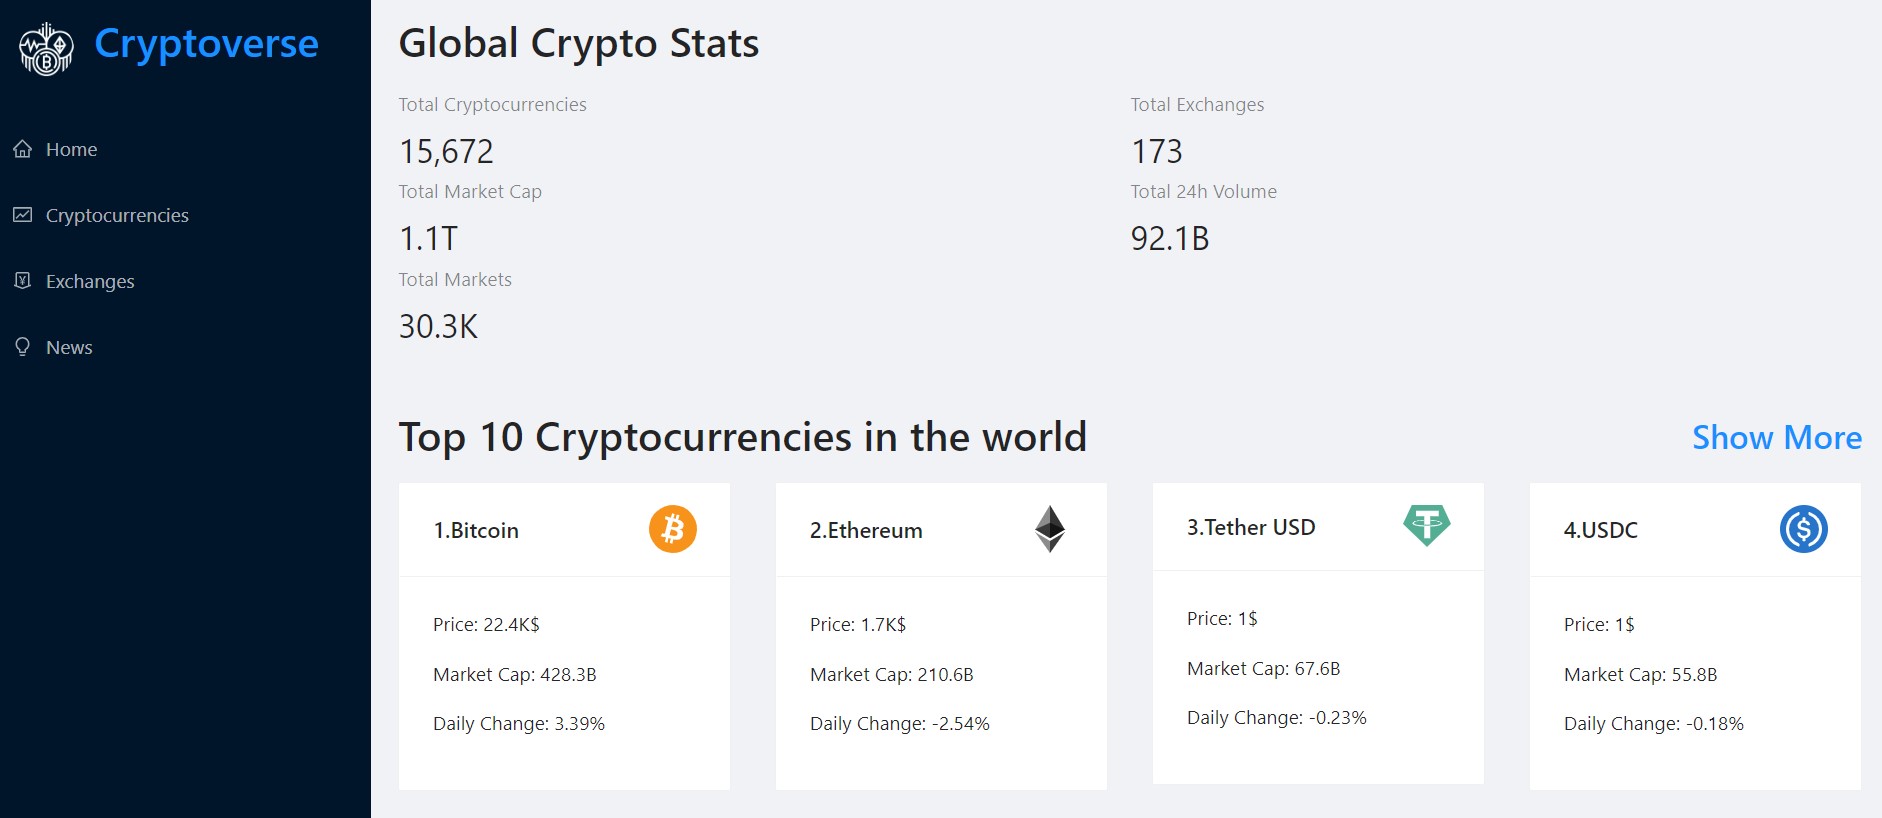 Cryptoverse
Home
Cryptocurrencies
Exchanges
News
Global Crypto Stats
Total Cryptocurrencies
15,672
Total Exchanges
173
Total Market Cap
1.1T
Total 24h Volume
92.1B
Total Markets
30.3K
Top 10 Cryptocurrencies in the world
Show More
1.Bitcoin
Price: 22.4K$
Market Cap: 428.3B
Daily Change: 3.39%
2.Ethereum
Price: 1.7K$
Market Cap: 210.6B
Daily Change: -2.54%
3.Tether USD
Price: 1$
Market Cap: 67.6B
Daily Change: -0.23%
4.USDC
Price: 1$
Market Cap: 55.8B
Daily Change: -0.18%